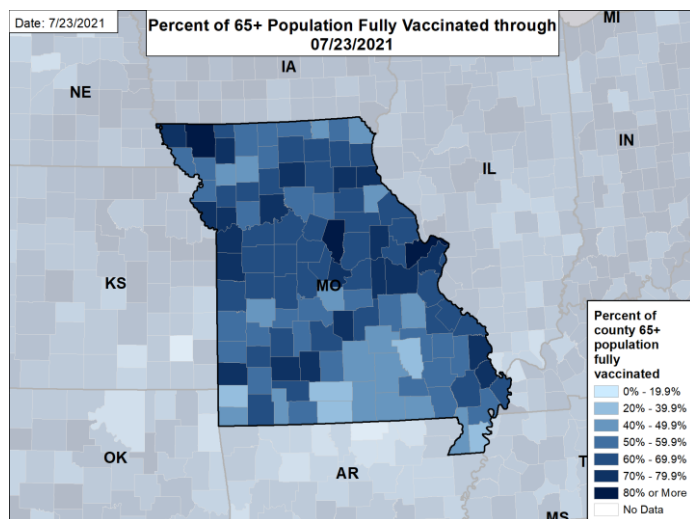 Date: 7/23/2021
Percent of 65+ Population Fully Vaccinated through
07/23/2021
MI
IA
NE
IN
IL
KS
MO
OK
AR
T
MS
Percent of
county 65+
population
fully
vaccinated
0% - 19.9%
20% - 39.9%
40% - 49.9%
50% - 59.9%
60% - 69.9%
70% - 79.9%
80% or More
No Data